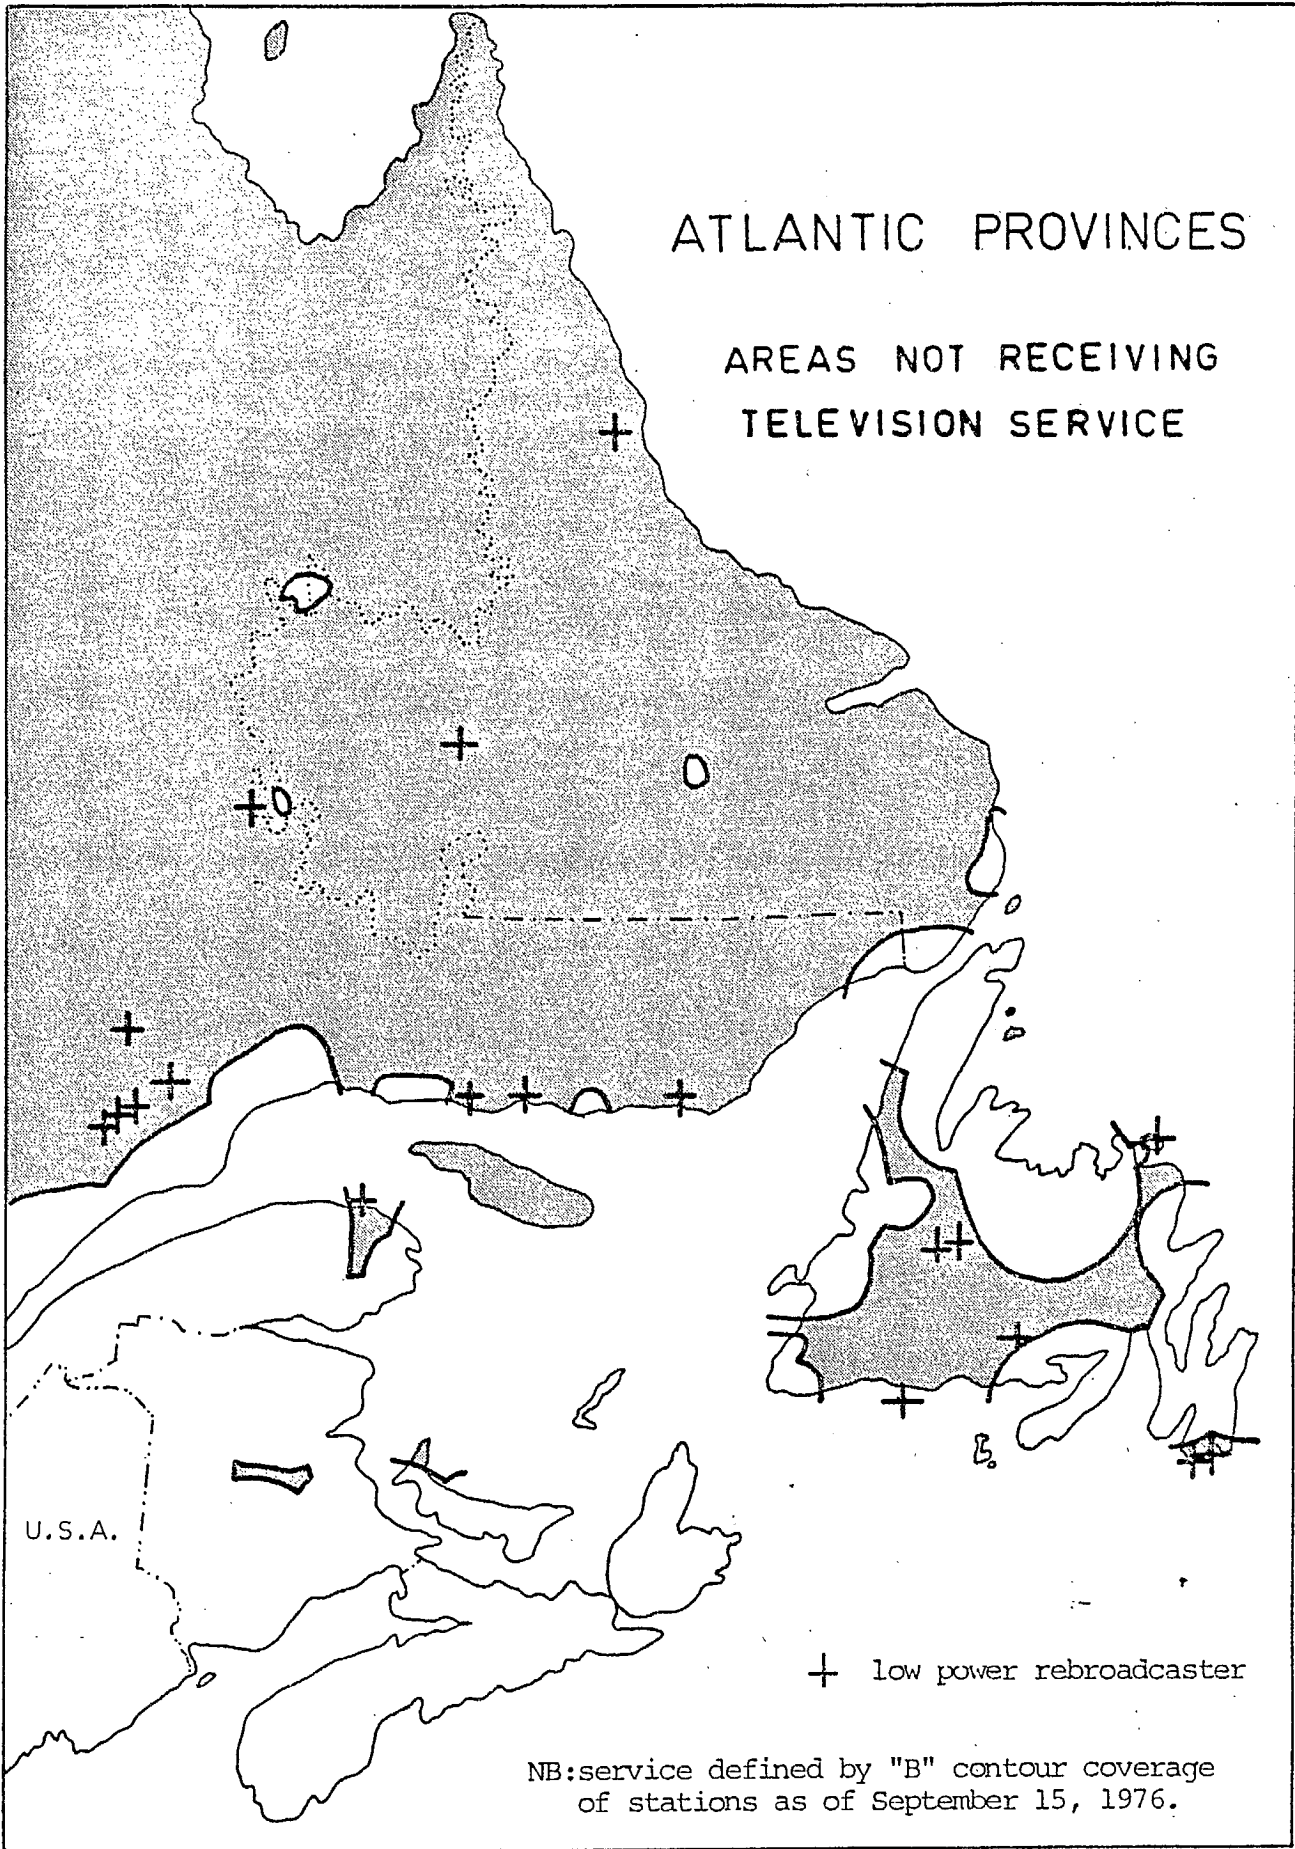 ATLANTIC PROVINCES
AREAS NOT RECEIVING
TELEVISION SERVICE
U.S.A.
low power rebroadcaster
NB:service defined by "B" contour coverage
of stations as of September 15, 1976.